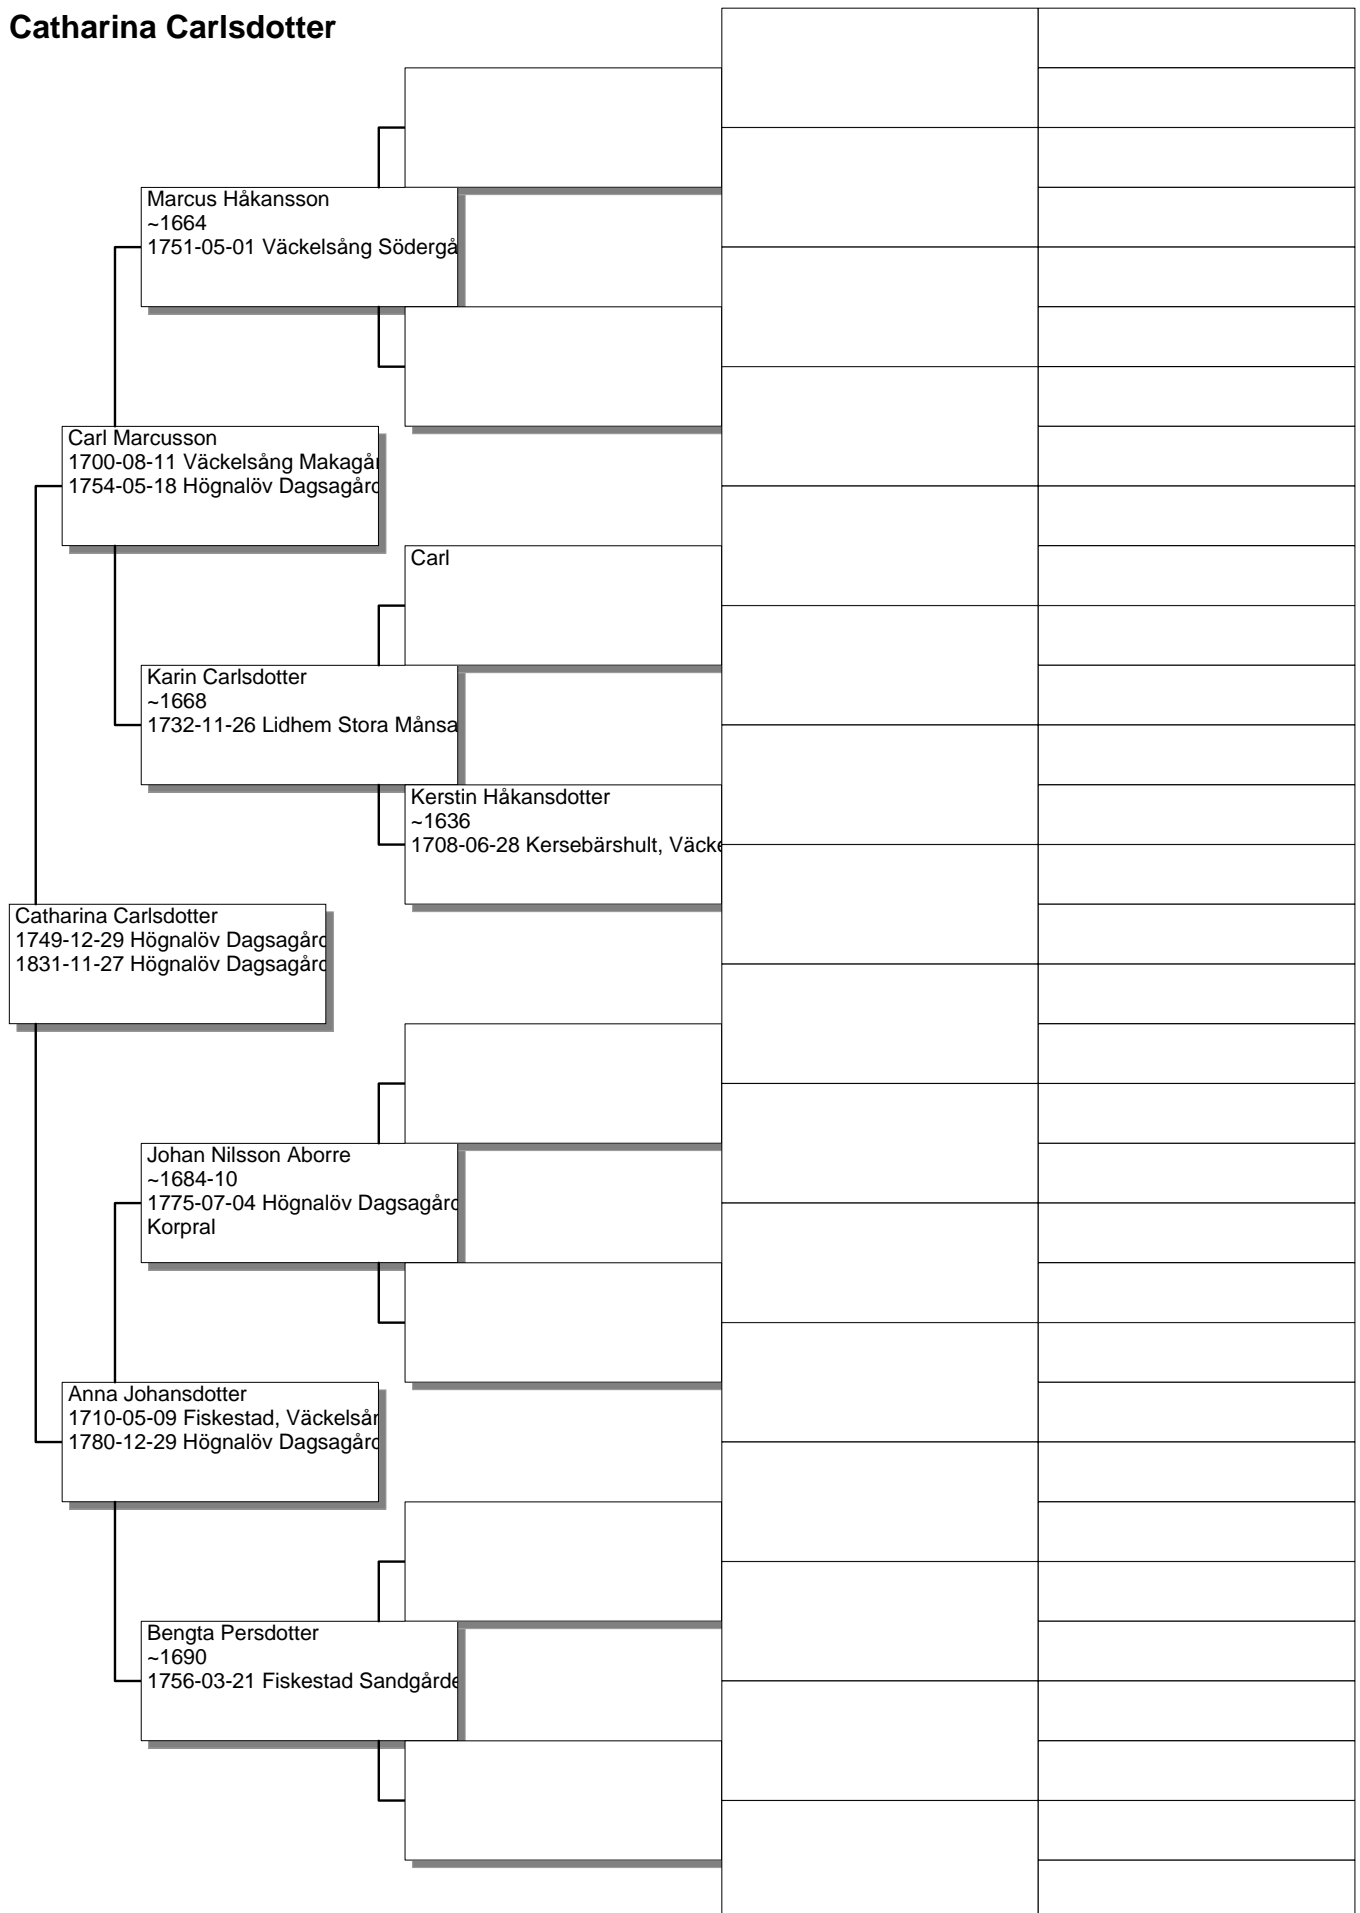 Catharina Carlsdotter
Marcus Håkansson
~1664
1751-05-01 Väckelsång Södergå
Carl Marcusson
1700-08-11 Väckelsång Makagår
1754-05-18 Högnalöv Dagsagård
Carl
Karin Carlsdotter
~1668
1732-11-26 Lidhem Stora Månsa
Kerstin Håkansdotter
~1636
1708-06-28 Kersebärshult, Väcke
Catharina Carlsdotter
1749-12-29 Högnalöv Dagsagård
1831-11-27 Högnalöv Dagsagård
Johan Nilsson Aborre
~1684-10
1775-07-04 Högnalöv Dagsagård
Korpral
Anna Johansdotter
1710-05-09 Fiskestad, Väckelsån
1780-12-29 Högnalöv Dagsagård
Bengta Persdotter
~1690
1756-03-21 Fiskestad Sandgårde